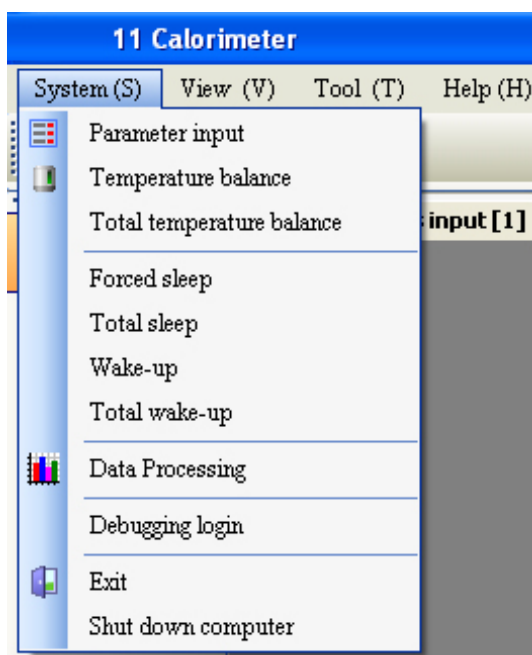 11 Calorimeter
System (S) View (V) Tool (T) Help (H)
Parameter input
Temperature balance
Total temperature balance
input [1]
Forced sleep
Total sleep
Wake-up
Total wake-up
Data Processing
Debugging login
Exit
Shut down computer